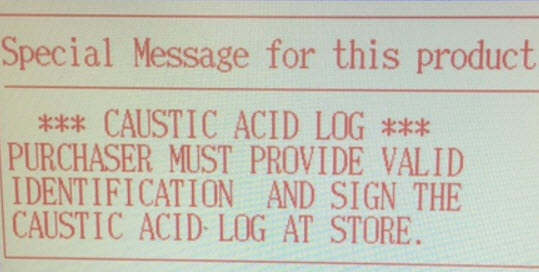 Special Message for this product
*** CAUSTIC ACID LOG ***
PURCHASER MUST PROVIDE VALID
IDENTIFICATION  AND SIGN THE
CAUSTIC ACID LOG AT STORE.